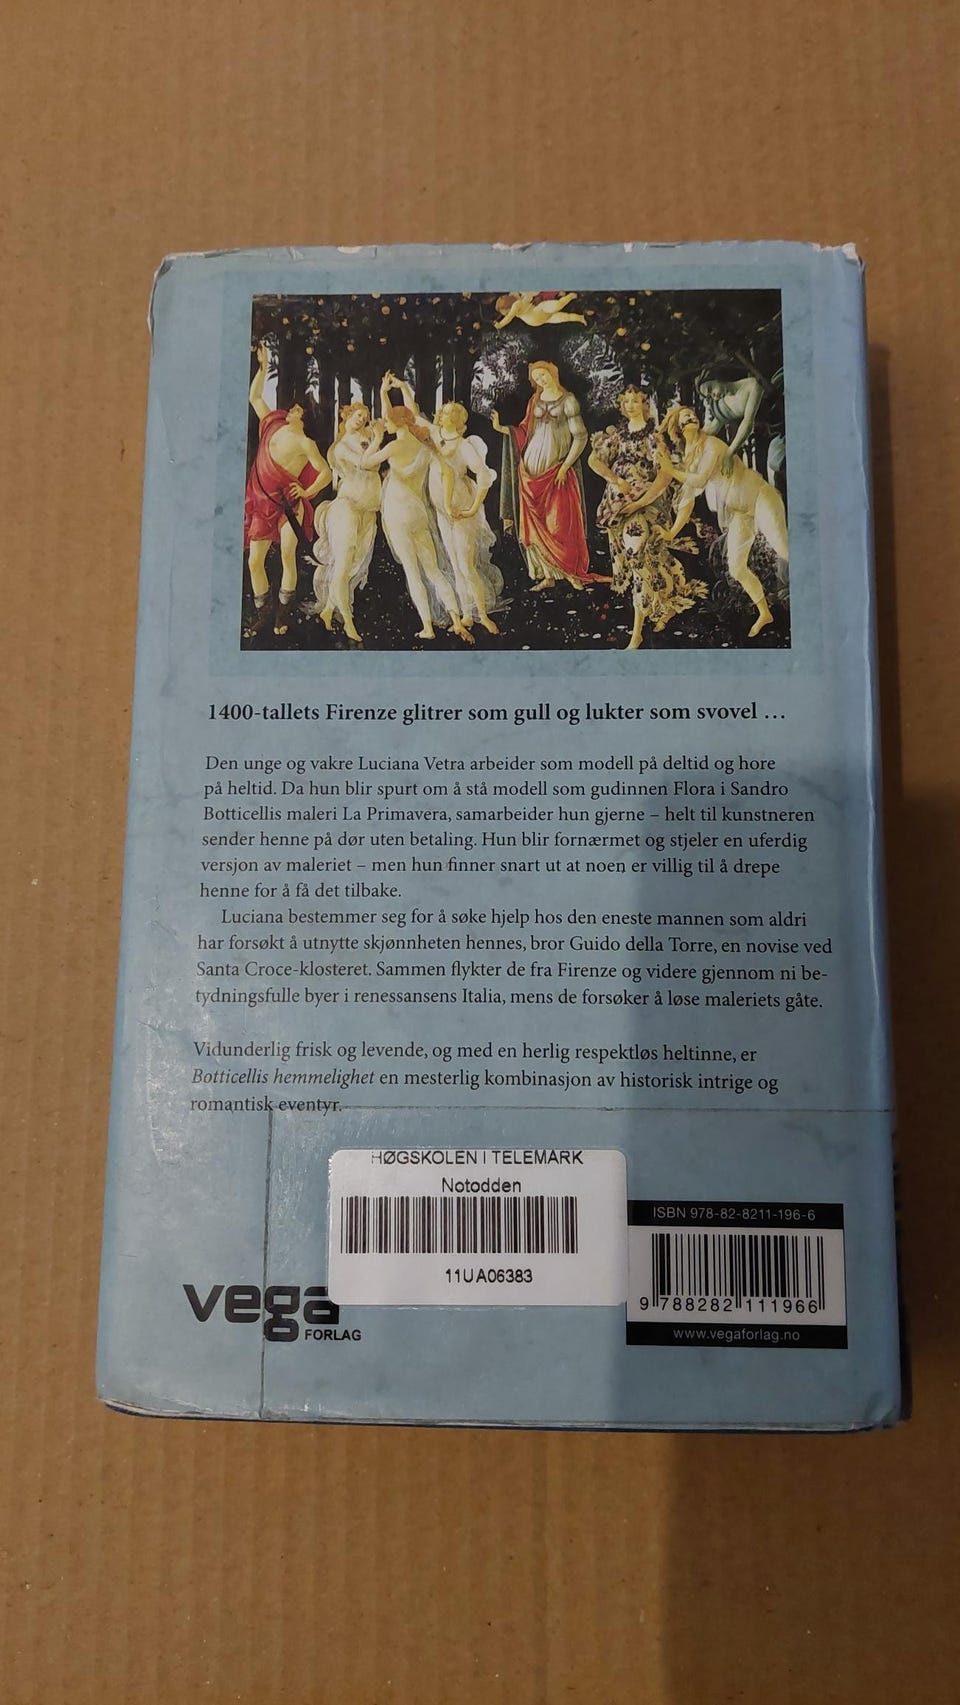 1400-tallets Firenze glitrer som gull og lukter som svovel …
Den unge og vakre Luciana Vetra arbeider som modell på deltid og hore
på heltid. Da hun blir spurt om å stå modell som gudinnen Flora i Sandro
Botticellis maleri La Primavera, samarbeider hun gjerne – helt til kunstneren
sender henne på dør uten betaling. Hun blir fornærmet og stjeler en uferdig
versjon av maleriet – men hun finner snart ut at noen er villig til å drepe
henne for å få det tilbake.
Luciana bestemmer seg for å søke hjelp hos den eneste mannen som aldri
har forsøkt å utnytte skjønnheten hennes, bror Guido della Torre, en novise ved
Santa Croce-klosteret. Sammen flykter de fra Firenze og videre gjennom ni be-
tydningsfulle byer i renessansens Italia, mens de forsøker å løse maleriets gåte.
Vidunderlig frisk og levende, og med en herlig respektløs heltinne, er
Botticellis hemmelighet en mesterlig kombinasjon av historisk intrige og
romantisk eventyr.
HØGSKOLEN I TELEMARK
Notodden
11UA06383
vega
FORLAG
ISBN 978-82-8211-196-6
9 788282 111966
www.vegaforlag.no